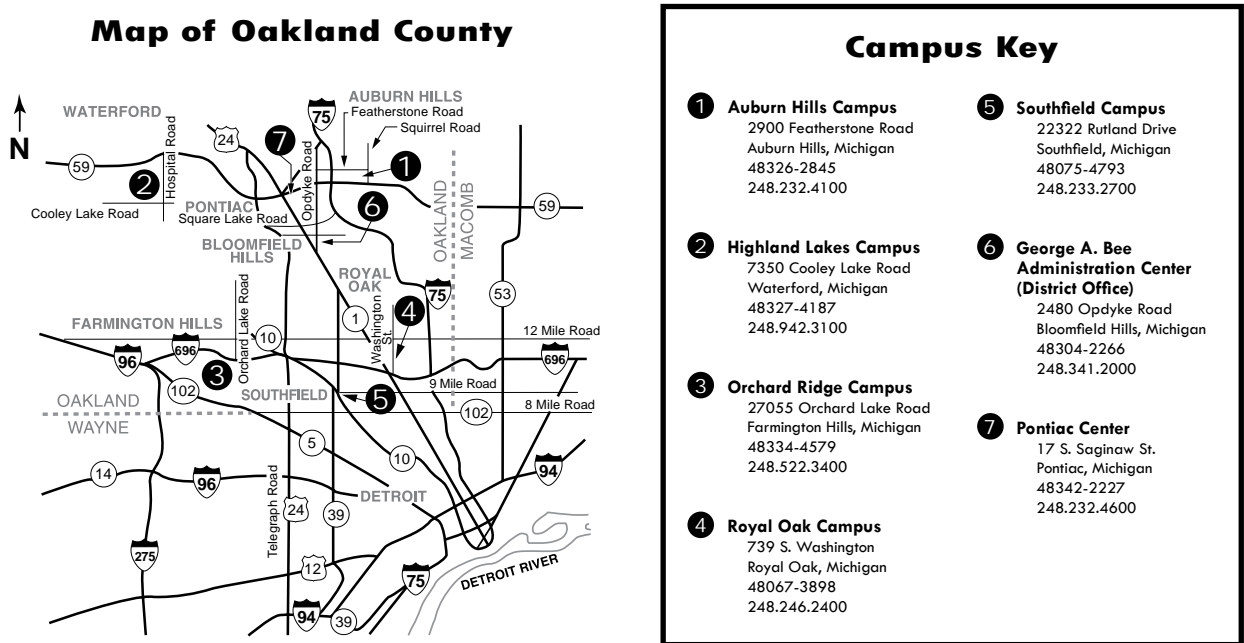 Map of Oakland County
N
WATERFORD
AUBURN HILLS
Featherstone Road
Squirrel Road
75
24
7
1
59
2
Hospital Road
Opdyke Road
Cooley Lake Road
PONTIAC
Square Lake Road
6
BLOOMFIELD
HILLS
OAKLAND
MACOMB
59
ROYAL
OAK
75
53
4
1
Washington
St.
FARMINGTON HILLS
Orchard Lake Road
10
12 Mile Road
96
696
696
3
102
SOUTHFIELD
5
9 Mile Road
8 Mile Road
102
OAKLAND
WAYNE
5
10
14
96
94
DETROIT
Telegraph Road
24
39
275
12
75
DETROIT RIVER
94
39
Campus Key
1 Auburn Hills Campus
2900 Featherstone Road
Auburn Hills, Michigan
48326-2845
248.232.4100
2 Highland Lakes Campus
7350 Cooley Lake Road
Waterford, Michigan
48327-4187
248.942.3100
3 Orchard Ridge Campus
27055 Orchard Lake Road
Farmington Hills, Michigan
48334-4579
248.522.3400
4 Royal Oak Campus
739 S. Washington
Royal Oak, Michigan
48067-3898
248.246.2400
5 Southfield Campus
22322 Rutland Drive
Southfield, Michigan
48075-4793
248.233.2700
6 George A. Bee
Administration Center
(District Office)
2480 Opdyke Road
Bloomfield Hills, Michigan
48304-2266
248.341.2000
7 Pontiac Center
17 S. Saginaw St.
Pontiac, Michigan
48342-2227
248.232.4600